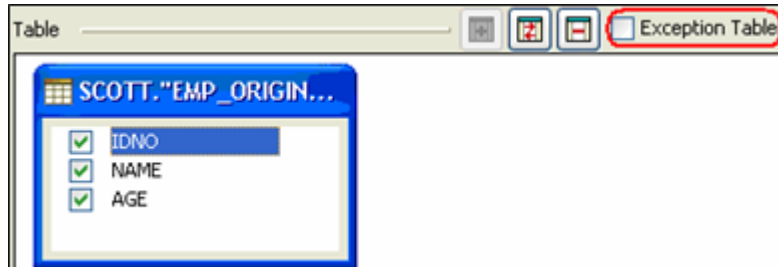 Table
Exception Table
SCOTT."EMP_ORIGIN...
IDNO
NAME
AGE